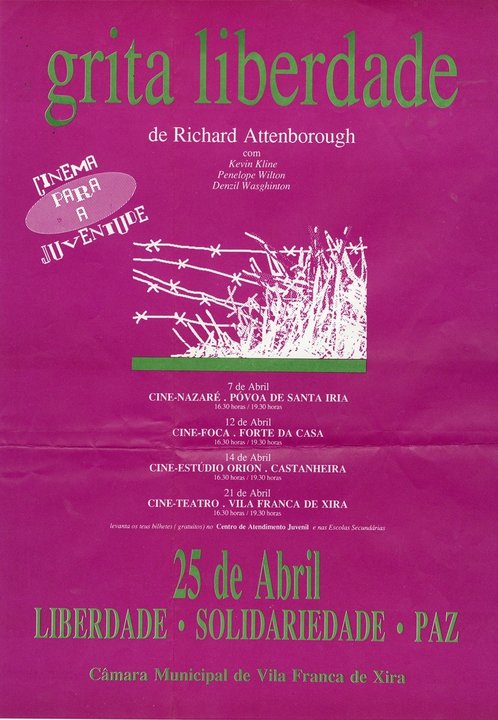 grita liberdade
de Richard Attenborough
com
Kevin Kline
Penelope Wilton
Denzil Wasghinton
CINEMA
PARA
A
JUVENTUDE
7 de Abril
CINE-NAZARÉ . PÓVOA DE SANTA IRIA
16.30 horas / 19.30 horas
12 de Abril
CINE-FOCA . FORTE DA CASA
16.30 horas / 19.30 horas
14 de Abril
CINE-ESTÚDIO ORION . CASTANHEIRA
16.30 horas / 19.30 horas
21 de Abril
CINE-TEATRO . VILA FRANCA DE XIRA
16.30 horas / 19.30 horas
levanta os teus bilhetes ( gratuitos) no Centro de Atendimento Juvenil e nas Escolas Secundárias
25 de Abril
LIBERDADE • SOLIDARIEDADE • PAZ
Câmara Municipal de Vila Franca de Xira